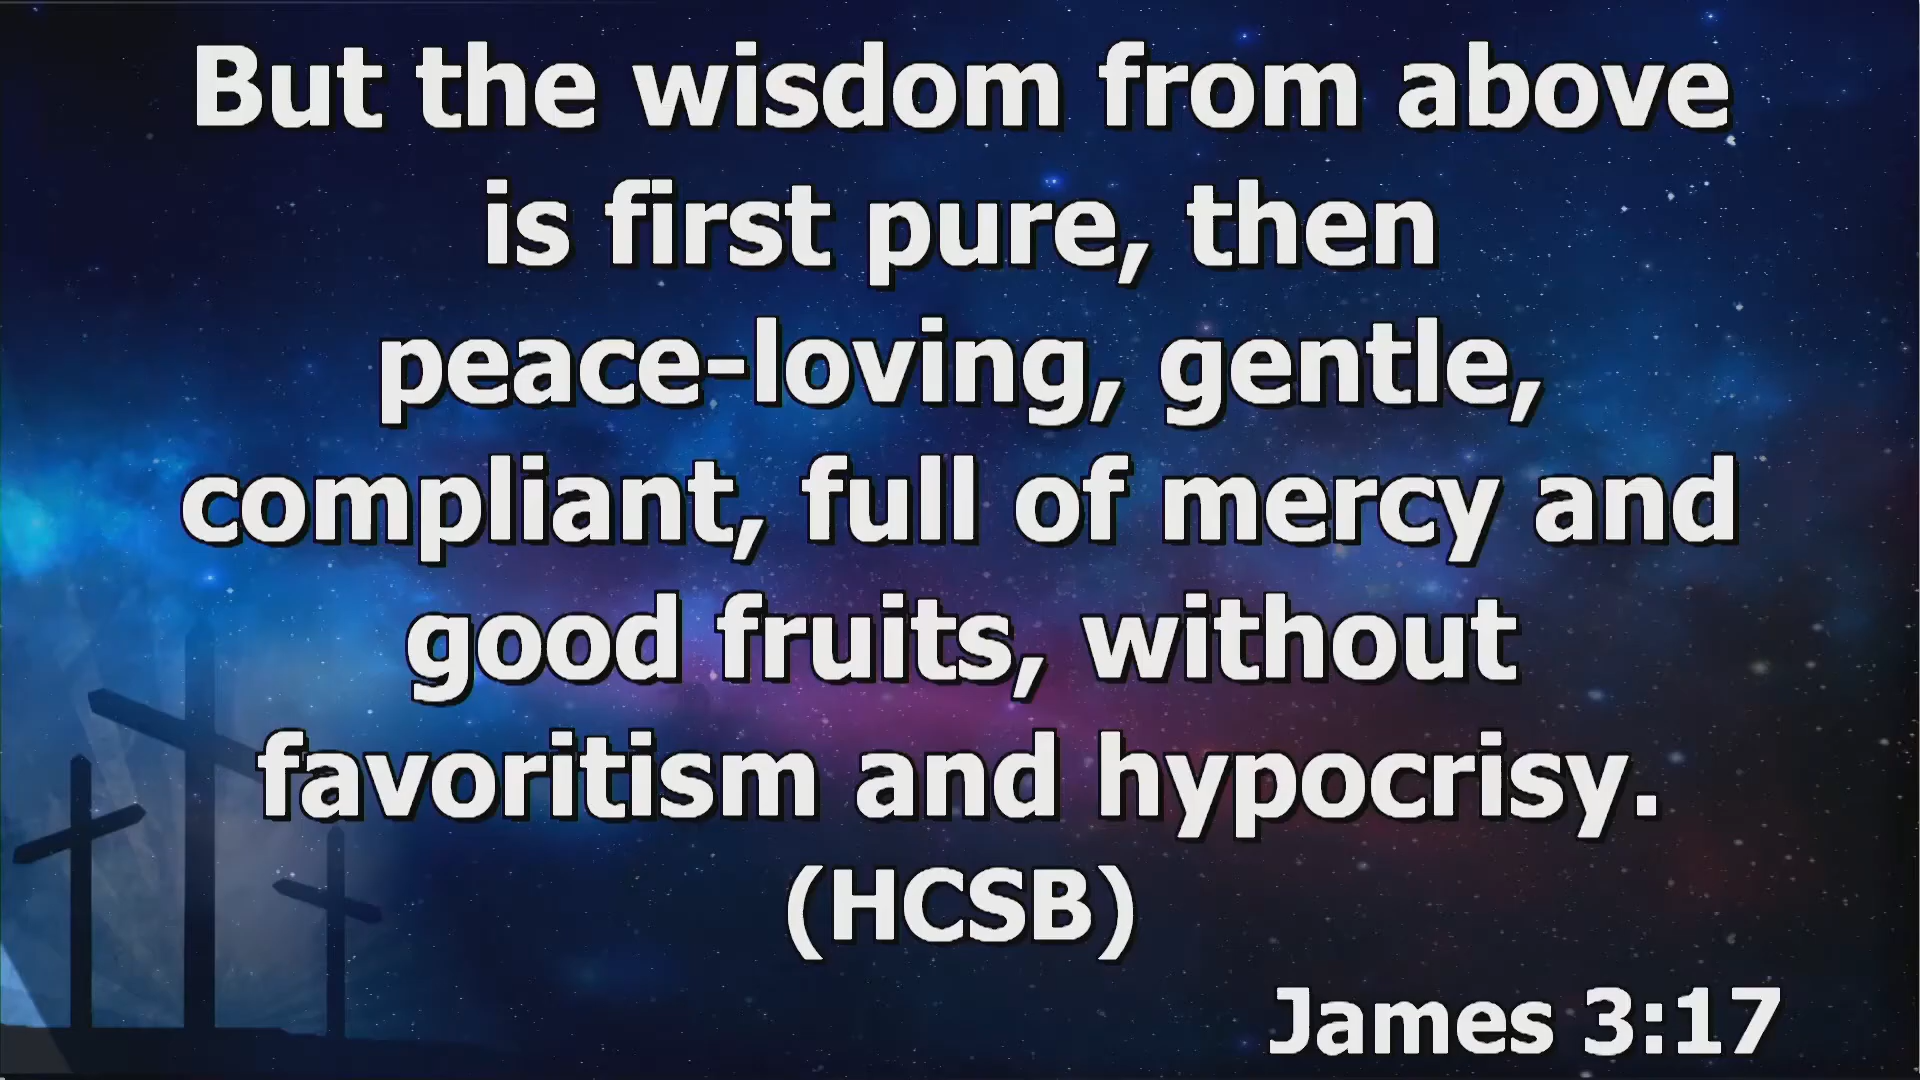 But the wisdom from above
is first pure, then
peace-loving, gentle,
compliant, full of mercy and
good fruits, without
favoritism and hypocrisy.
(HCSB)
James 3:17